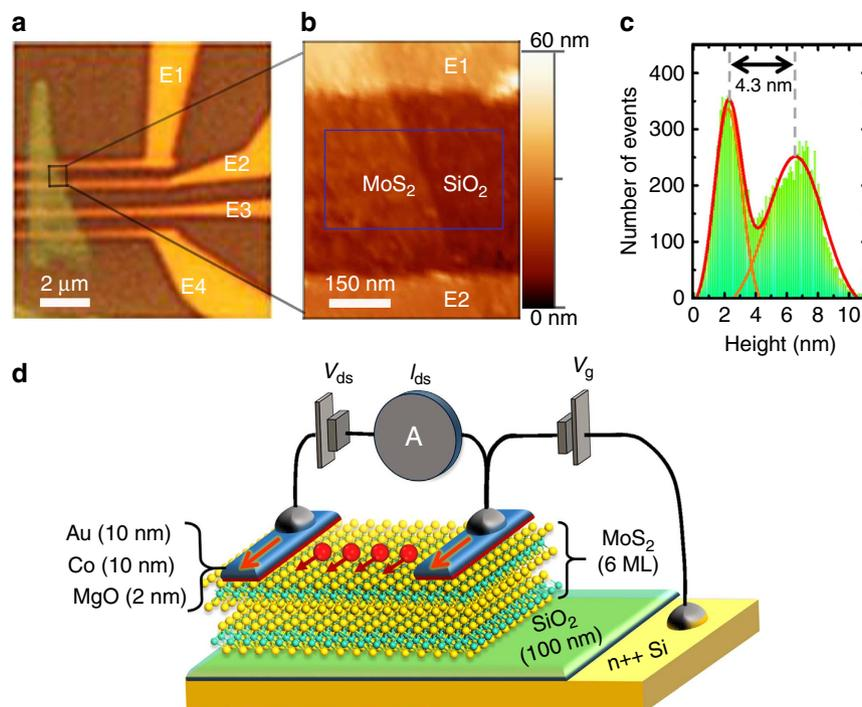 a
E1
E2
E3
E4
2 μm
b
60 nm
E1
MoS2
SiO2
150 nm
E2
0 nm
c
4.3 nm
400
300
200
100
0
0 2 4 6 8 10
Number of events
Height (nm)
d
Vds
Ids
Vg
A
Au (10 nm)
Co (10 nm)
MgO (2 nm)
MoS2
(6 ML)
SiO2
(100 nm)
n++ Si